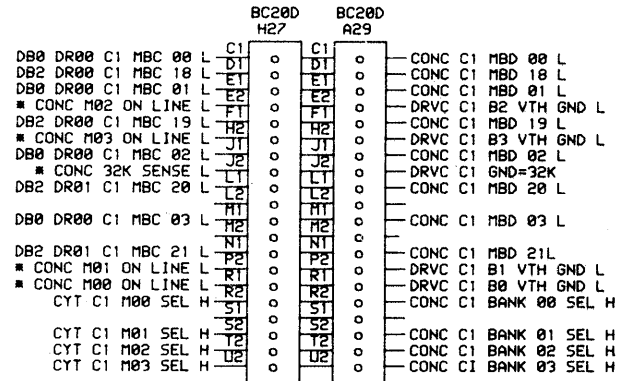 BC20D BC20D
H27 A29
DB0 DR00 C1 MBC 00 L C1 C1 CONC C1 MBD 00 L
DB2 DR00 C1 MBC 18 L D1 D1 CONC C1 MBD 18 L
DB0 DR00 C1 MBC 01 L E1 E1 CONC C1 MBD 01 L
* CONC M02 ON LINE L E2 E2 DRVC C1 B2 VTH GND L
DB2 DR00 C1 MBC 19 L F1 F1 CONC C1 MBD 19 L
* CONC M03 ON LINE L H2 H2 DRVC C1 B3 VTH GND L
DB0 DR00 C1 MBC 02 L J1 J1 CONC C1 MBD 02 L
* CONC 32K SENSE L J2 J2 DRVC C1 GND=32K
DB2 DR01 C1 MBC 20 L L1 L1 CONC C1 MBD 20 L
L2 L2
DB0 DR00 C1 MBC 03 L M1 M1 CONC C1 MBD 03 L
M2 M2
DB2 DR01 C1 MBC 21 L N1 N1 CONC C1 MBD 21L
* CONC M01 ON LINE L P2 P2 DRVC C1 B1 VTH GND L
* CONC M00 ON LINE L R1 R1 DRVC C1 B0 VTH GND L
CYT C1 M00 SEL H R2 R2 CONC C1 BANK 00 SEL H
S1 S1
CYT C1 M01 SEL H S2 S2 CONC C1 BANK 01 SEL H
CYT C1 M02 SEL H T2 T2 CONC C1 BANK 02 SEL H
CYT C1 M03 SEL H U2 U2 CONC CI BANK 03 SEL H